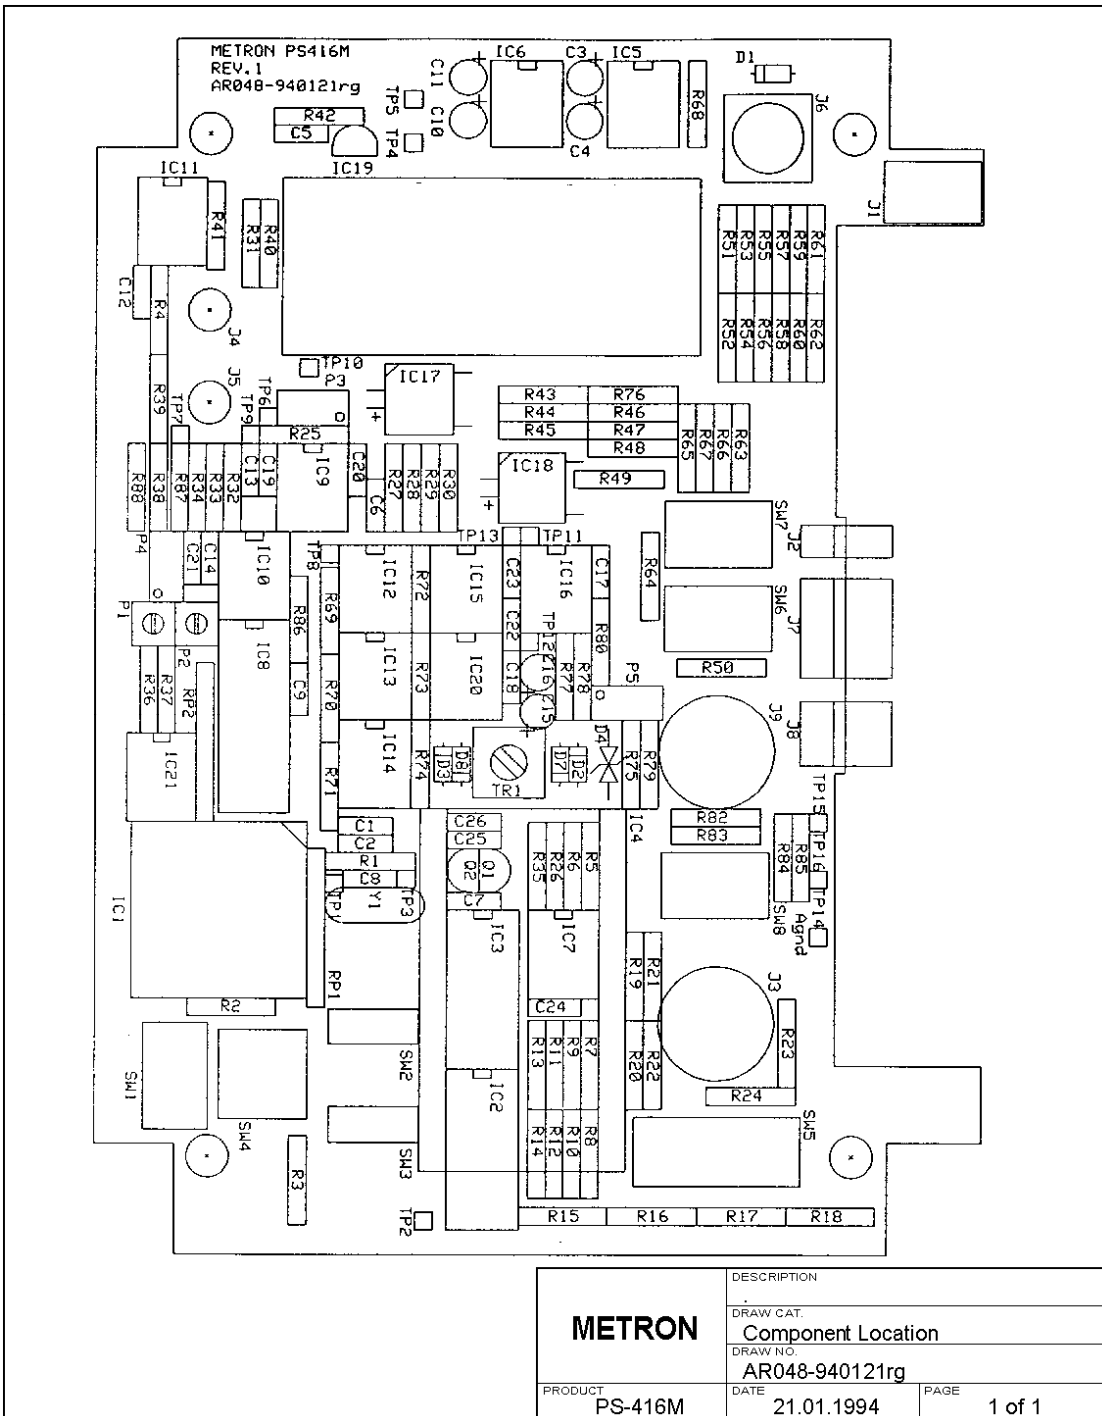 METRON PS416M
REV.1
AR048-940121rg
IC6
C3
IC5
D1
C11
C10
TP5
TP4
R42
C5
IC19
C4
R68
J6
J1
IC11
R41
R31
R40
C12
R4
J4
R51
R53
R55
R57
R59
R61
R52
R54
R56
R58
R60
R62
TP10
P3
IC17
J5
R39
TP7
TP9
TP6
R25
R43
R76
R44
R46
R45
R47
R48
R65
R67
R66
R63
R88
R38
R87
R34
R33
R32
C13
C19
IC9
C20
C6
R27
R28
R29
R30
IC18
R49
SW7
J2
P4
C21
C14
IC10
TP8
TP13
TP11
IC12
R72
IC15
C23
IC16
C17
R64
SW6
J7
P1
P2
R86
R69
C22
TP12
R80
IC8
R36
R37
RP2
C9
R70
IC13
R73
IC20
C18
C16
C15
R77
R78
P5
R50
J9
J8
IC21
R71
IC14
R74
D3
D8
TR1
D7
D2
D4
R75
R79
TP15
C1
C2
R1
C8
TP1
Y1
TP3
C26
C25
Q2
Q1
C7
R35
R26
R6
R5
IC4
R82
R83
R84
R85
TP16
TP14
Agnd
SW8
IC1
RP1
R2
IC3
IC7
C24
R19
R21
J3
R23
SW1
SW4
SW2
R13
R11
R9
R7
R20
R22
R24
IC2
R14
R12
R10
R8
SW5
R3
SW3
TP2
R15
R16
R17
R18
METRON
DESCRIPTION
.
DRAW CAT.
Component Location
DRAW NO.
AR048-940121rg
PRODUCT
PS-416M
DATE
21.01.1994
PAGE
1 of 1